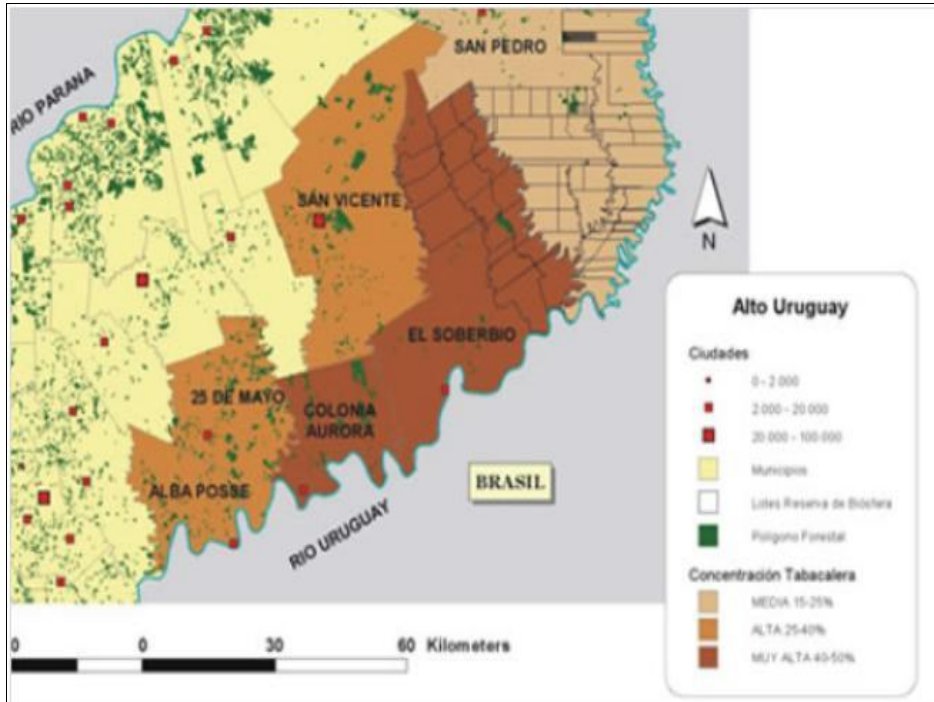 SAN PEDRO
RIO PARANA
SAN VICENTE
N
EL SOBERBIO
25 DE MAYO
COLONIA
AURORA
ALBA POSSE
BRASIL
RIO URUGUAY
0 0 30 60 Kilometers
Alto Uruguay
Ciudades
0 - 2 000
2 000 - 20 000
20 000 - 100 000
Municipios
Lotes Reserva de Biósfera
Polígono Forestal
Concentración Tabacalera
MEDIA 15-25%
ALTA 25-40%
MUY ALTA 40-50%